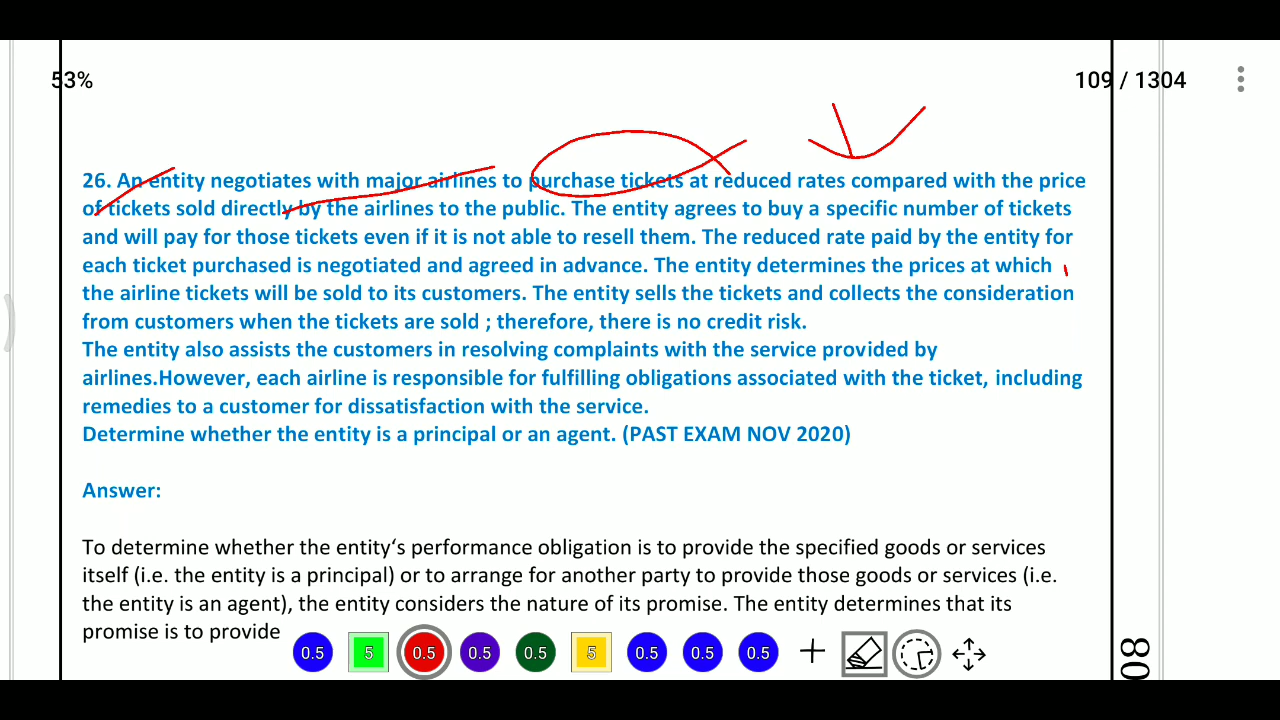 53%
109 / 1304
26. An entity negotiates with major airlines to purchase tickets at reduced rates compared with the price
of tickets sold directly by the airlines to the public. The entity agrees to buy a specific number of tickets
and will pay for those tickets even if it is not able to resell them. The reduced rate paid by the entity for
each ticket purchased is negotiated and agreed in advance. The entity determines the prices at which
the airline tickets will be sold to its customers. The entity sells the tickets and collects the consideration
from customers when the tickets are sold ; therefore, there is no credit risk.
The entity also assists the customers in resolving complaints with the service provided by
airlines.However, each airline is responsible for fulfilling obligations associated with the ticket, including
remedies to a customer for dissatisfaction with the service.
Determine whether the entity is a principal or an agent. (PAST EXAM NOV 2020)
Answer:
To determine whether the entity‘s performance obligation is to provide the specified goods or services
itself (i.e. the entity is a principal) or to arrange for another party to provide those goods or services (i.e.
the entity is an agent), the entity considers the nature of its promise. The entity determines that its
promise is to provide
0.5 5 0.5 0.5 0.5 5 0.5 0.5 0.5
08